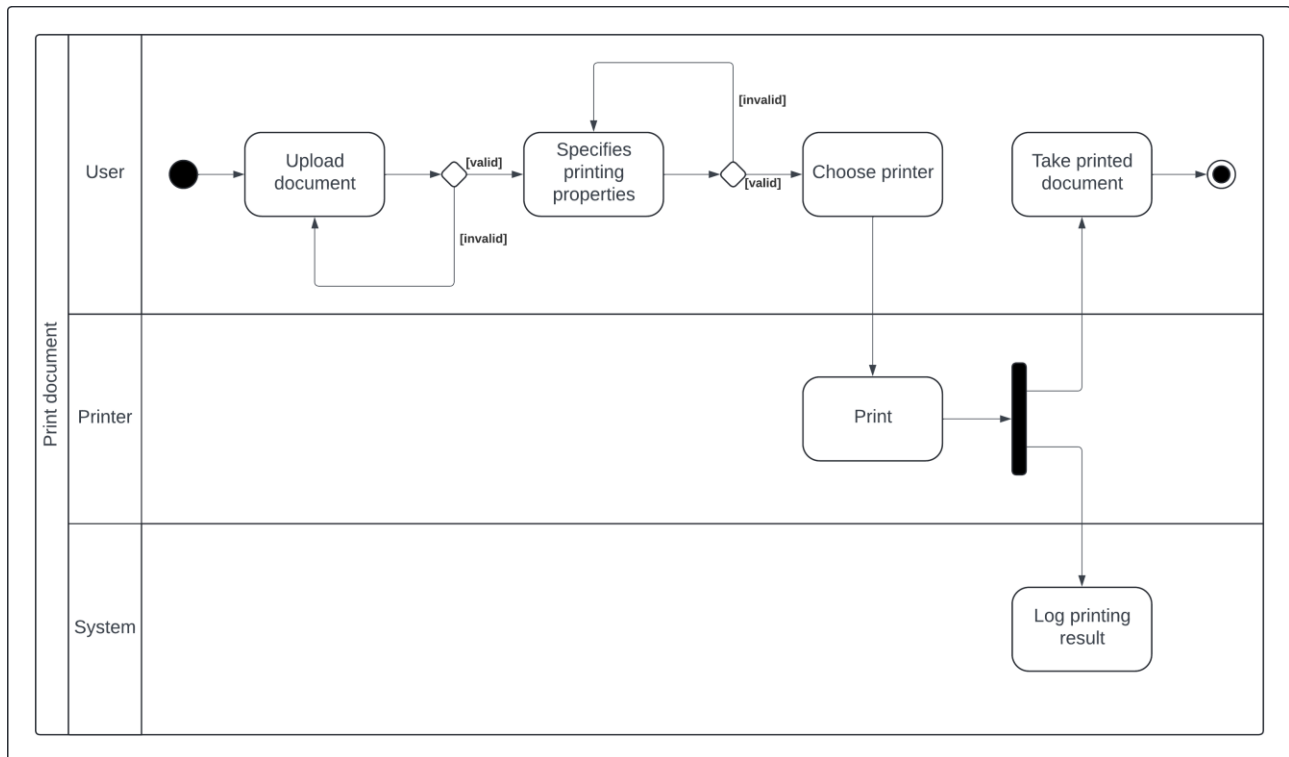 Print document
User
Upload
document
[valid]
[invalid]
Specifies
printing
properties
[invalid]
[valid]
Choose printer
Take printed
document
Printer
Print
System
Log printing
result